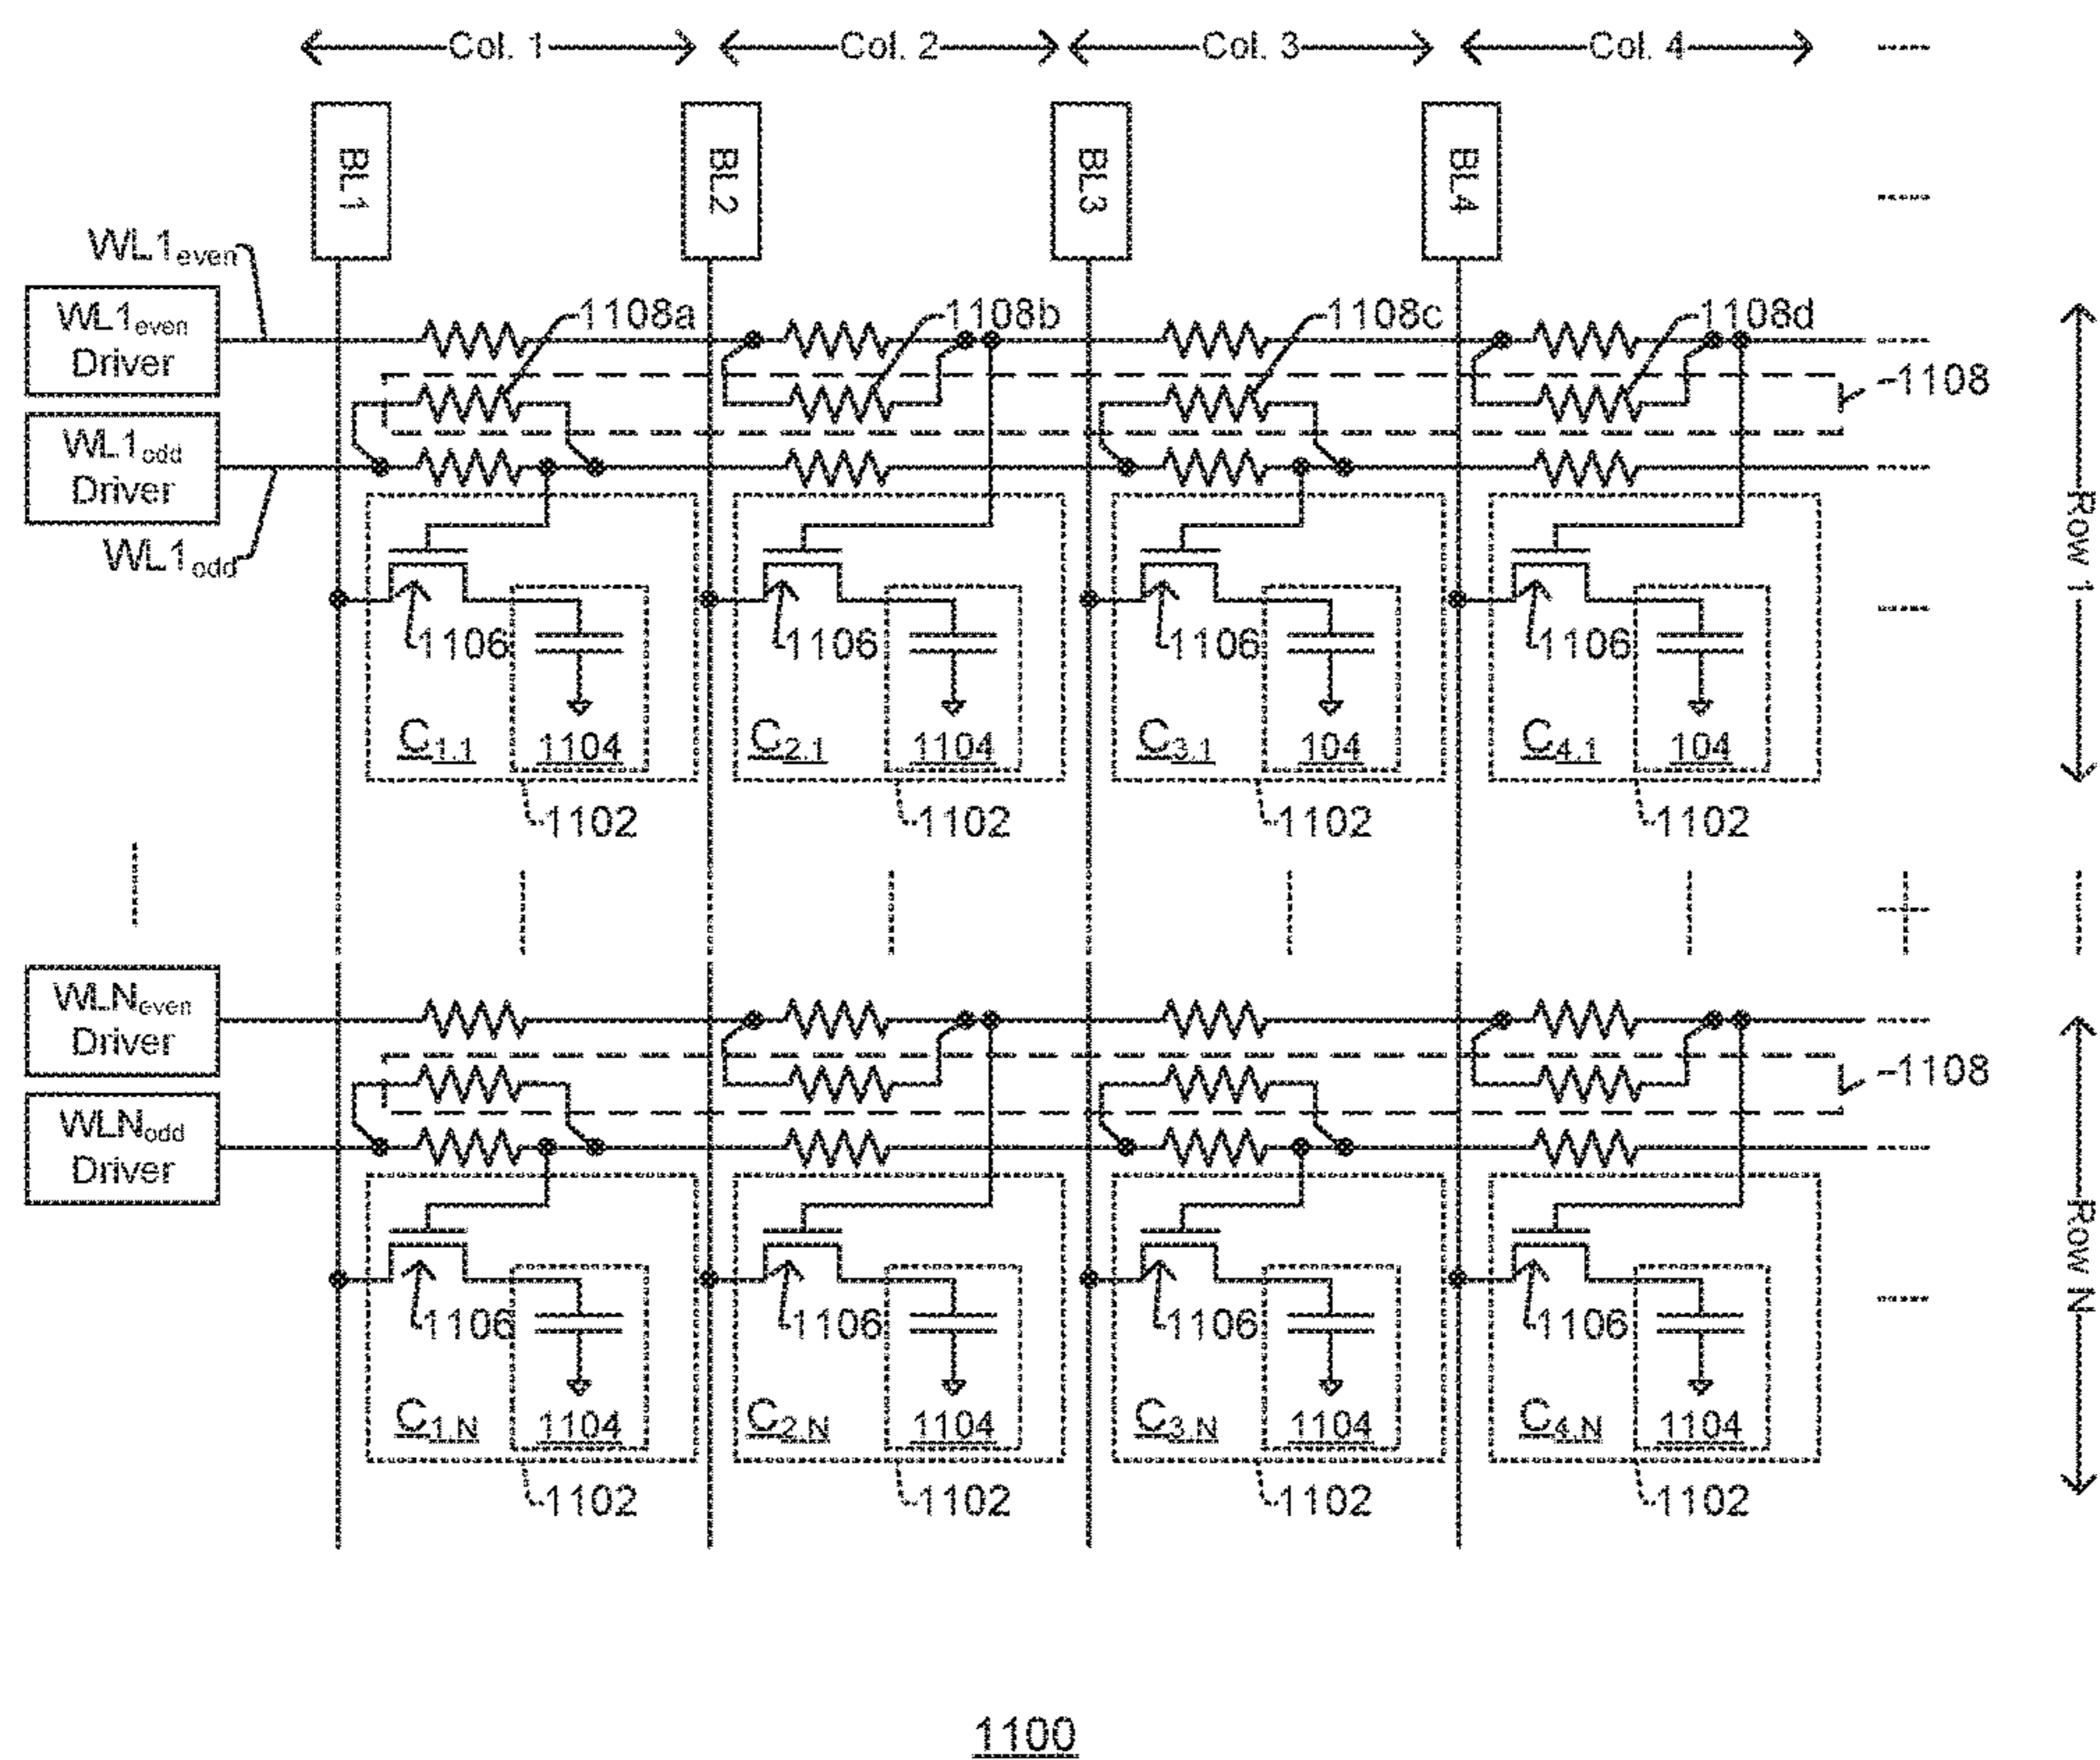 Col. 1 Col. 2 Col. 3 Col. 4
BL1 BL2 BL3 BL4
WL1even
WL1even
Driver
1108a 1108b 1108c 1108d
1108
WL1odd
Driver
WL1odd
Row 1
1106 1106 1106 1106
C1.1 1104 C2.1 1104 C3.1 104 C4.1 104
1102 1102 1102 1102
WLNeven
Driver
1108
WLNodd
Driver
Row N
1106 1106 1106 1106
C1.N 1104 C2.N 1104 C3.N 1104 C4.N 1104
1102 1102 1102 1102
1100